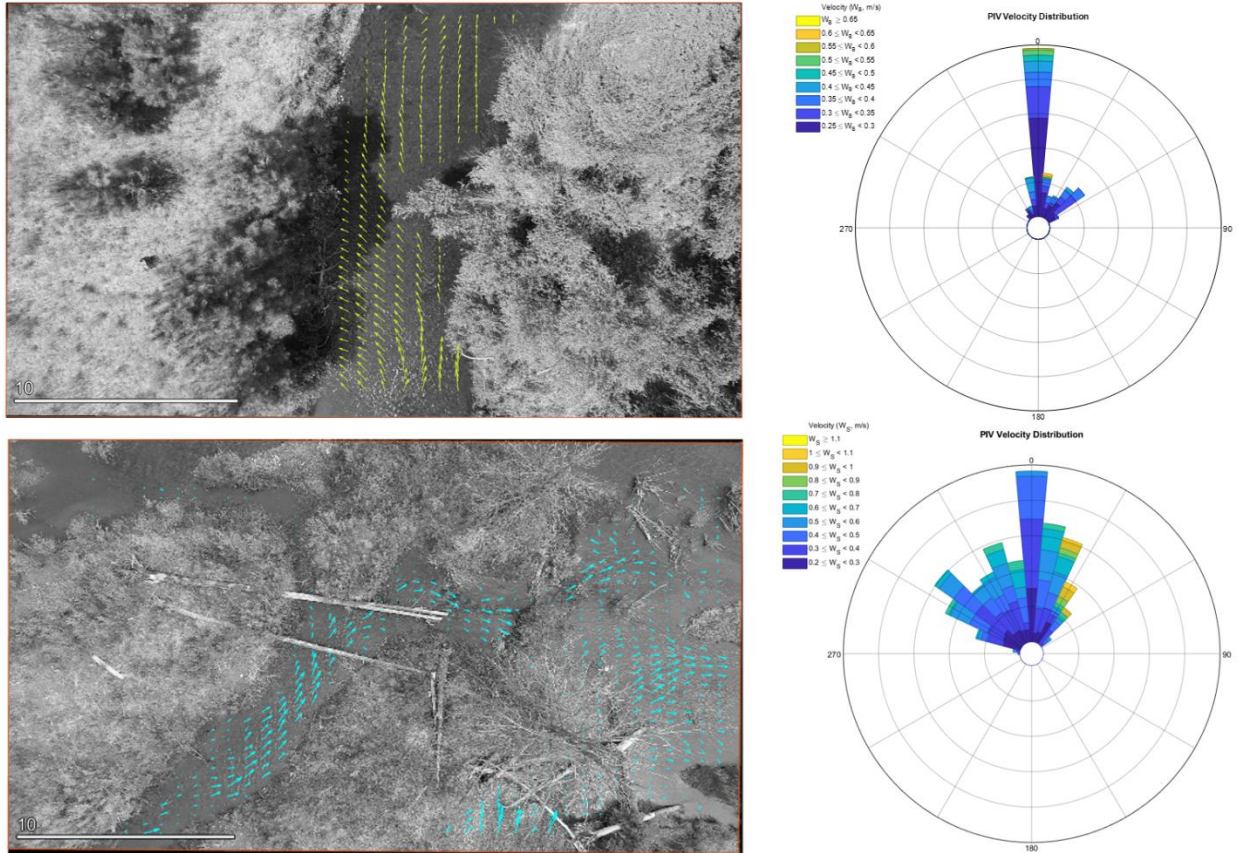 Velocity (W_S, m/s)
W_S ≥ 0.65
0.6 ≤ W_S < 0.65
0.55 ≤ W_S < 0.6
0.5 ≤ W_S < 0.55
0.45 ≤ W_S < 0.5
0.4 ≤ W_S < 0.45
0.35 ≤ W_S < 0.4
0.3 ≤ W_S < 0.35
0.25 ≤ W_S < 0.3
PIV Velocity Distribution
0
270
90
180
10
Velocity (W_S, m/s)
W_S ≥ 1.1
1 ≤ W_S < 1.1
0.9 ≤ W_S < 1
0.8 ≤ W_S < 0.9
0.7 ≤ W_S < 0.8
0.6 ≤ W_S < 0.7
0.5 ≤ W_S < 0.6
0.4 ≤ W_S < 0.5
0.3 ≤ W_S < 0.4
0.2 ≤ W_S < 0.3
PIV Velocity Distribution
0
270
90
180
10